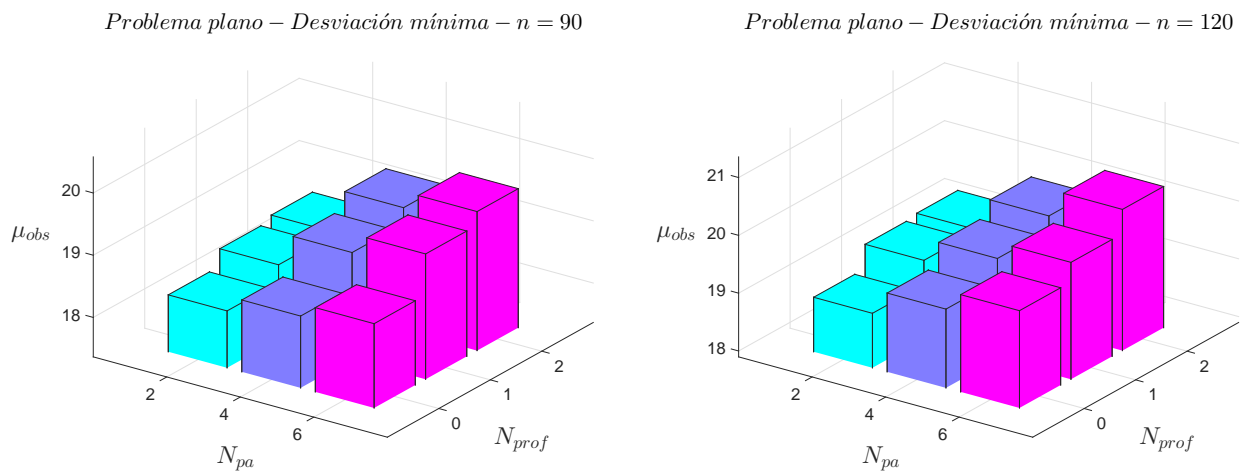 Problema plano − Desviación mínima − n = 90
20
19
18
μobs
2
4
6
Npa
0
1
2
Nprof
Problema plano − Desviación mínima − n = 120
21
20
19
18
μobs
2
4
6
Npa
0
1
2
Nprof